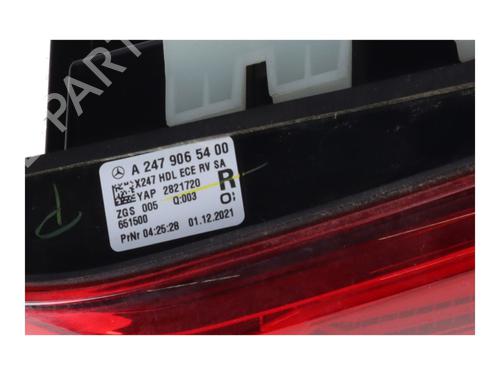 A 247 906 54 00
X247 HDL ECE RV SA
YAP 2821720
ZGS 005 Q:003
651500
PrNr 04:25:28 01.12.2021
R
O:
PART